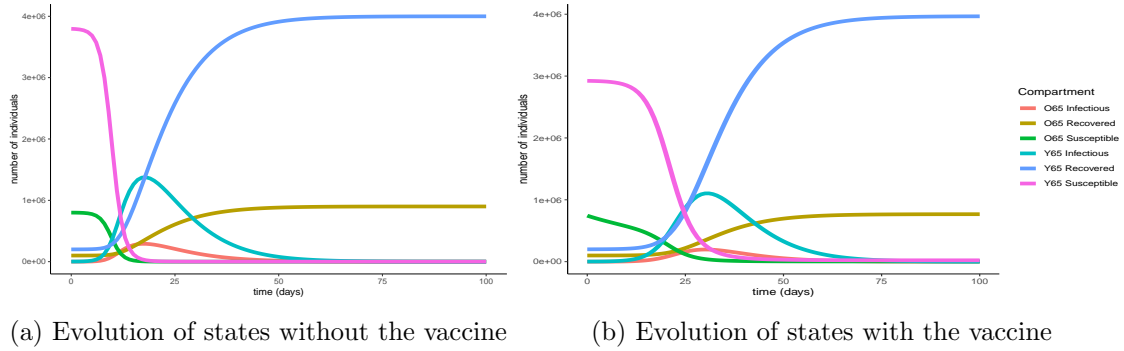 4e+06
3e+06
2e+06
1e+06
0e+00
number of individuals
0
25
50
75
100
time (days)
4e+06
3e+06
2e+06
1e+06
0e+00
number of individuals
0
25
50
75
100
time (days)
Compartment
O65 Infectious
O65 Recovered
O65 Susceptible
Y65 Infectious
Y65 Recovered
Y65 Susceptible
(a) Evolution of states without the vaccine
(b) Evolution of states with the vaccine